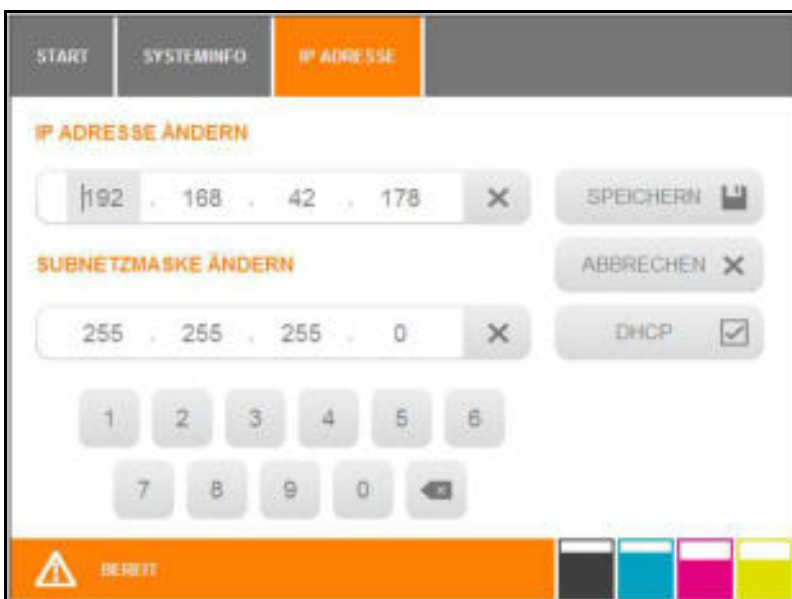 START SYSTEMINFO IP ADRESSE
IP ADRESSE ÄNDERN
192 . 168 . 42 . 178
SPEICHERN
SUBNETZMASKE ÄNDERN
ABBRECHEN
255 . 255 . 255 . 0
DHCP
1 2 3 4 5 6
7 8 9 0
BEREIT